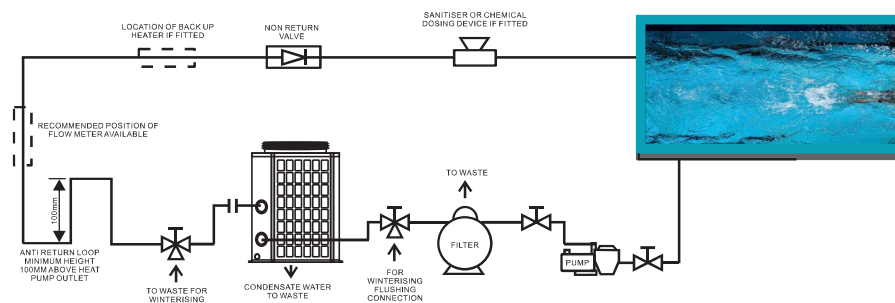 LOCATION OF BACK UP
HEATER IF FITTED
NON RETURN
VALVE
SANITISER OR CHEMICAL
DOSING DEVICE IF FITTED
RECOMMENDED POSITION OF
FLOW METER AVAILABLE
100mm
ANTI RETURN LOOP
MINIMUM HEIGHT
100MM ABOVE HEAT
PUMP OUTLET
TO WASTE FOR
WINTERISING
CONDENSATE WATER
TO WASTE
FOR
WINTERISING
FLUSHING
CONNECTION
TO WASTE
FILTER
PUMP